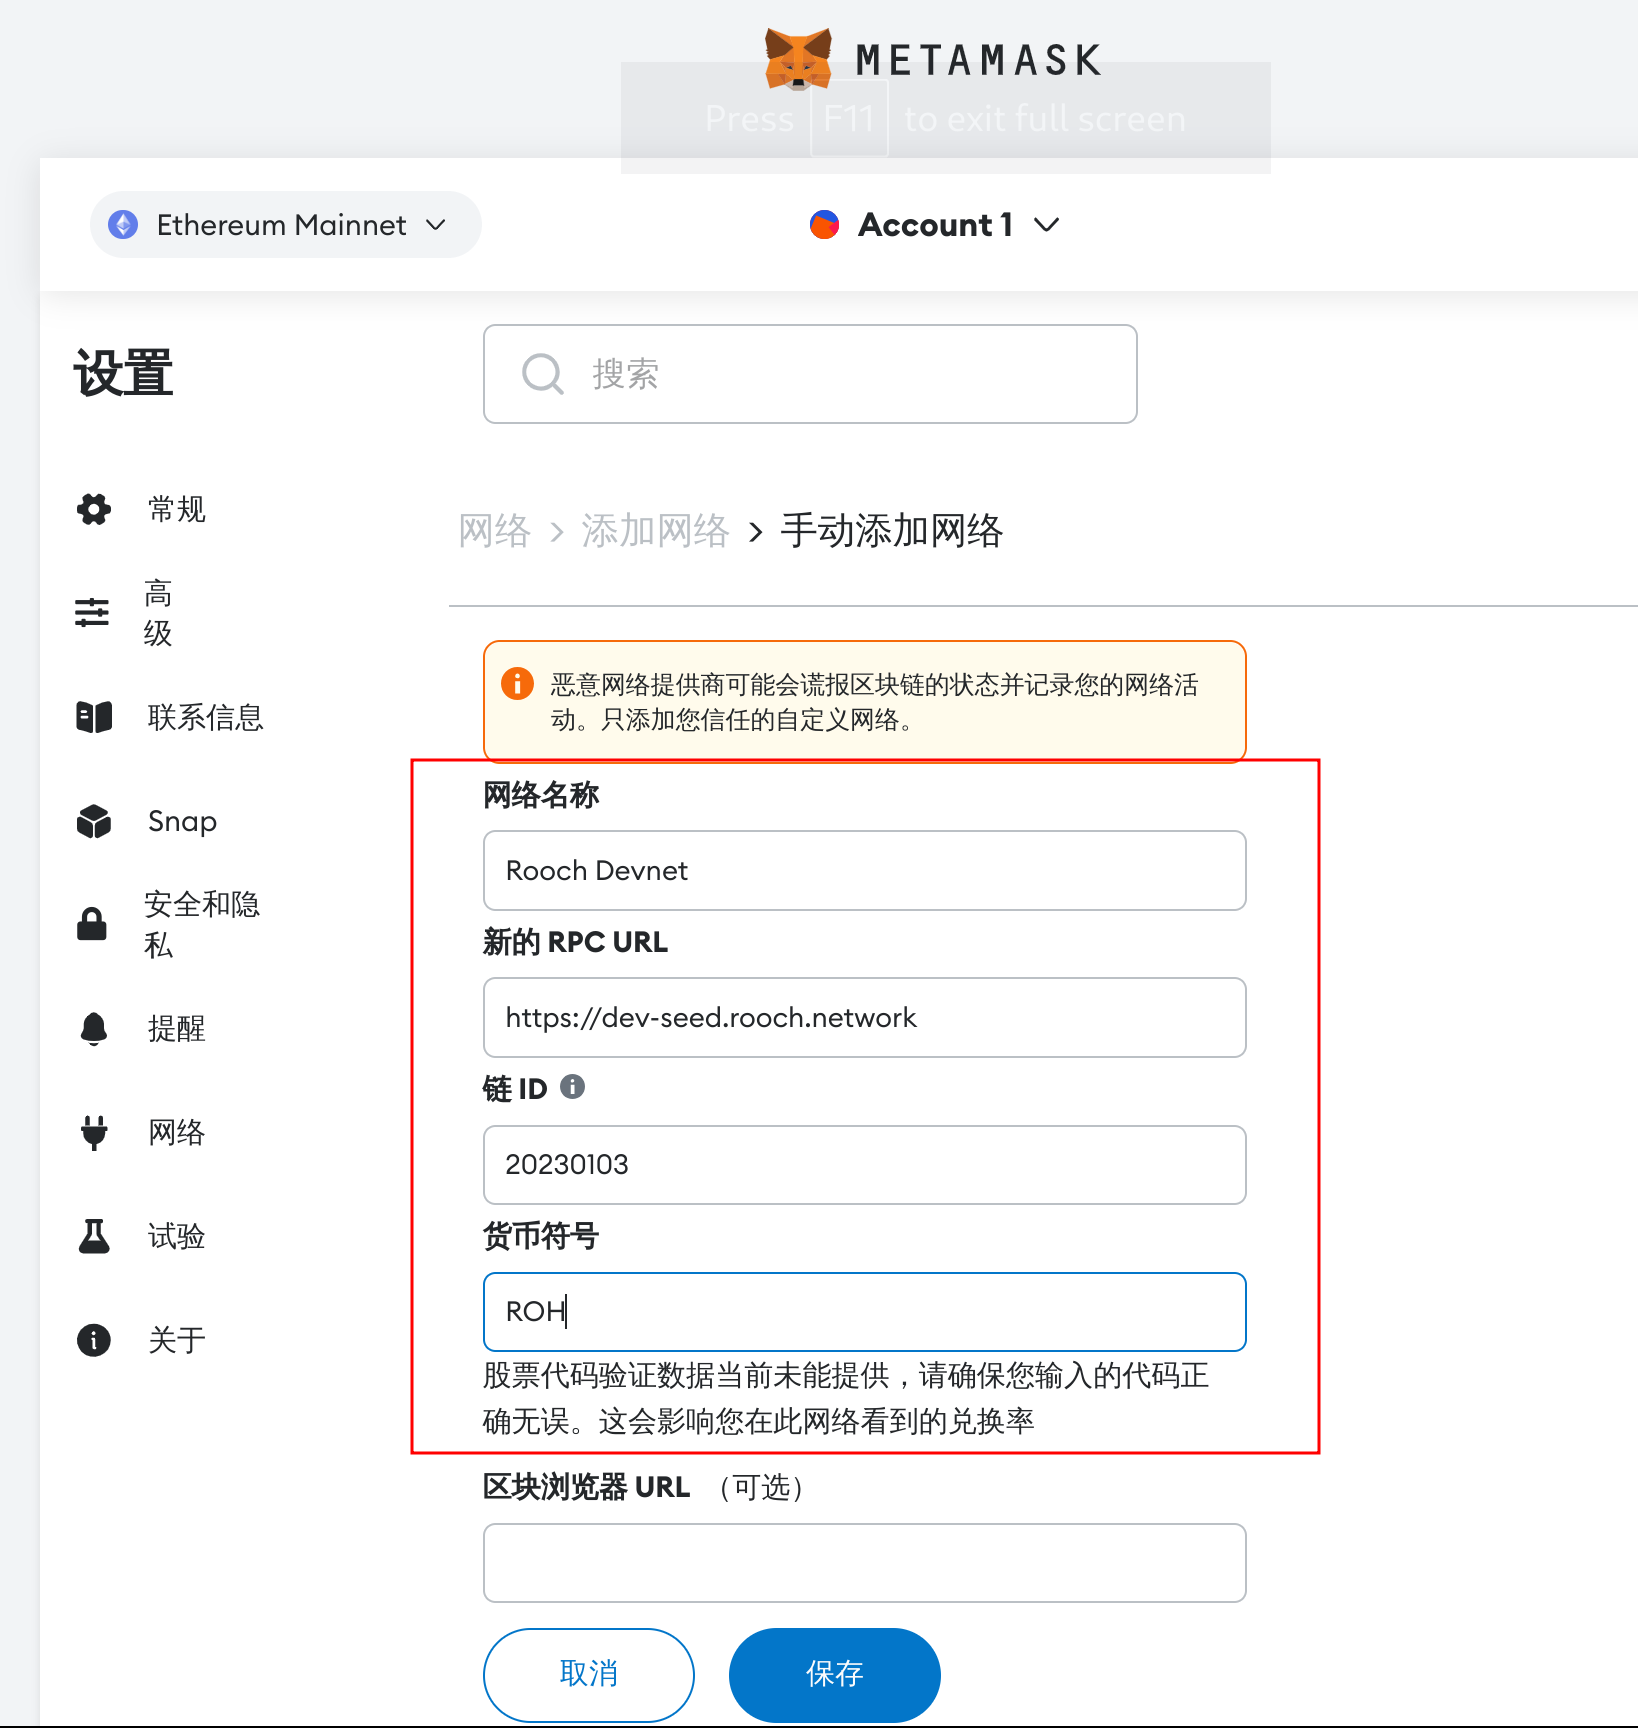 METAMASK
Press F11 to exit full screen
Ethereum Mainnet
Account 1
设置
搜索
常规
高
级
联系信息
Snap
安全和隐
私
提醒
网络
试验
关于
网络 > 添加网络 > 手动添加网络
恶意网络提供商可能会谎报区块链的状态并记录您的网络活
动。只添加您信任的自定义网络。
网络名称
Rooch Devnet
新的 RPC URL
https://dev-seed.rooch.network
链 ID
20230103
货币符号
ROH
股票代码验证数据当前未能提供，请确保您输入的代码正
确无误。这会影响您在此网络看到的兑换率
区块浏览器 URL （可选）
取消
保存